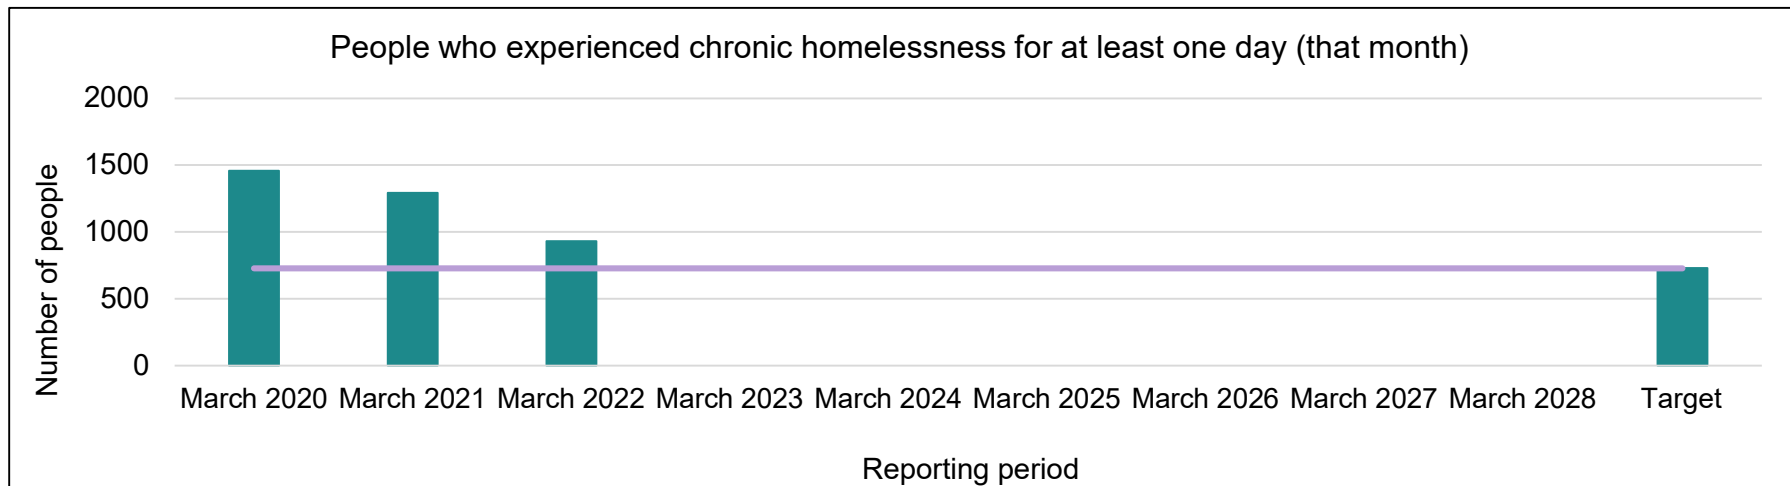 People who experienced chronic homelessness for at least one day (that month)
Number of people
2000
1500
1000
500
0
March 2020 March 2021 March 2022 March 2023 March 2024 March 2025 March 2026 March 2027 March 2028 Target
Reporting period